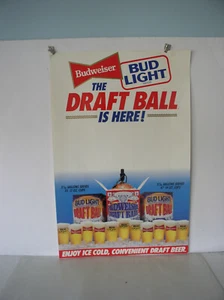 Budweiser
BUD
LIGHT
THE
DRAFT BALL
IS HERE!
BUD LIGHT
DRAFT BALL
BUDWEISER
DRAFT BALL
BUD LIGHT
DRAFT BALL
ENJOY ICE COLD, CONVENIENT DRAFT BEER.